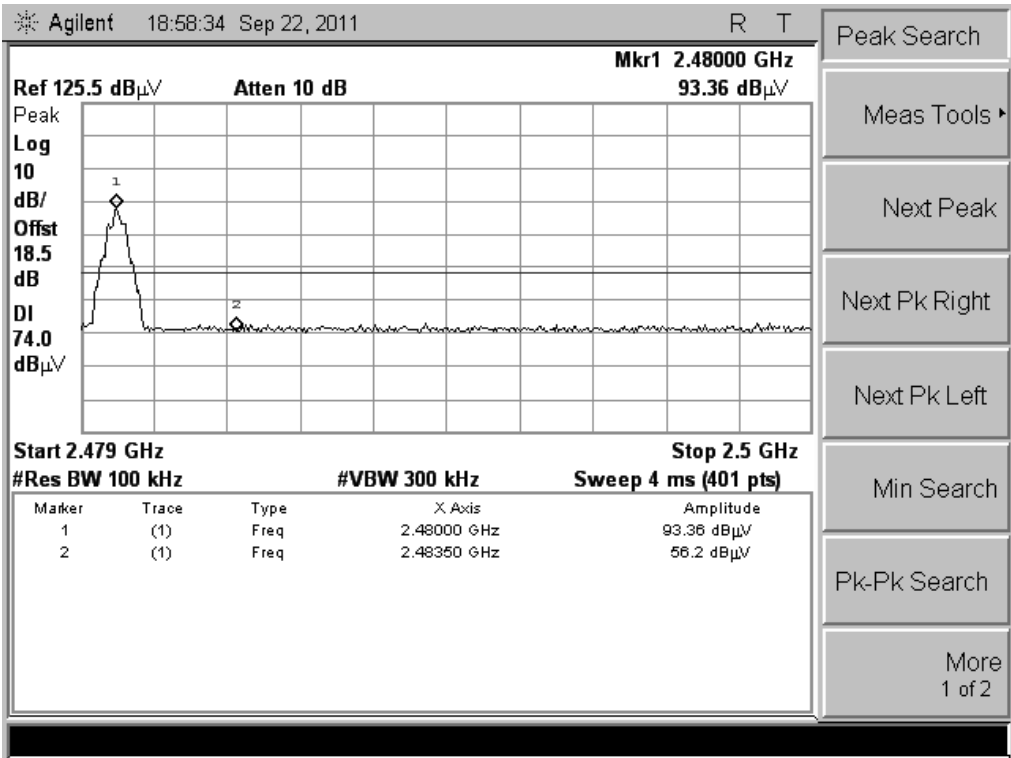 Agilent 18:58:34 Sep 22, 2011 R T
Mkr1 2.48000 GHz
Ref 125.5 dBμV Atten 10 dB 93.36 dBμV
Peak
Log
10
dB/
Offst
18.5
dB
DI
74.0
dBμV
1
2
Start 2.479 GHz Stop 2.5 GHz
#Res BW 100 kHz #VBW 300 kHz Sweep 4 ms (401 pts)
Marker Trace Type X Axis Amplitude
1 (1) Freq 2.48000 GHz 93.36 dBμV
2 (1) Freq 2.48350 GHz 56.2 dBμV
Peak Search
Meas Tools
Next Peak
Next Pk Right
Next Pk Left
Min Search
Pk-Pk Search
More
1 of 2